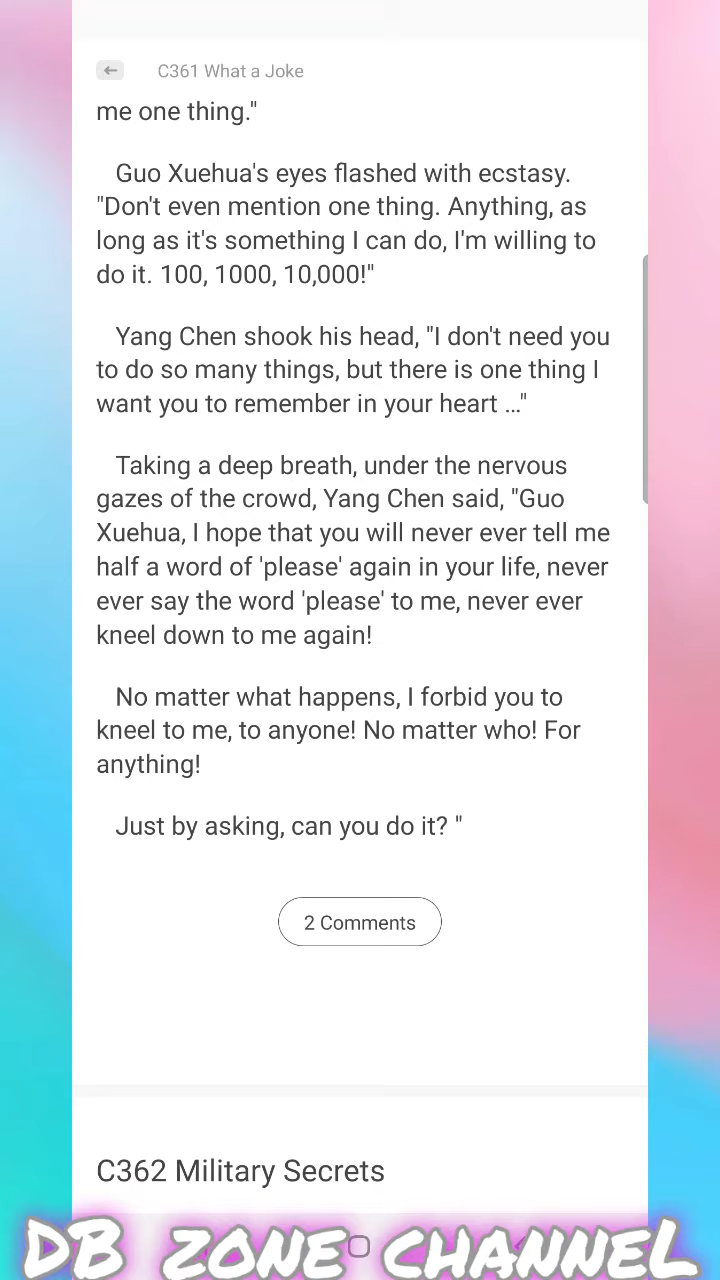 C361 What a Joke
me one thing."
Guo Xuehua's eyes flashed with ecstasy.
"Don't even mention one thing. Anything, as
long as it's something I can do, I'm willing to
do it. 100, 1000, 10,000!"
Yang Chen shook his head, "I don't need you
to do so many things, but there is one thing I
want you to remember in your heart ..."
Taking a deep breath, under the nervous
gazes of the crowd, Yang Chen said, "Guo
Xuehua, I hope that you will never ever tell me
half a word of 'please' again in your life, never
ever say the word 'please' to me, never ever
kneel down to me again!
No matter what happens, I forbid you to
kneel to me, to anyone! No matter who! For
anything!
Just by asking, can you do it? "
2 Comments
C362 Military Secrets
DB ZONE CHANNEL